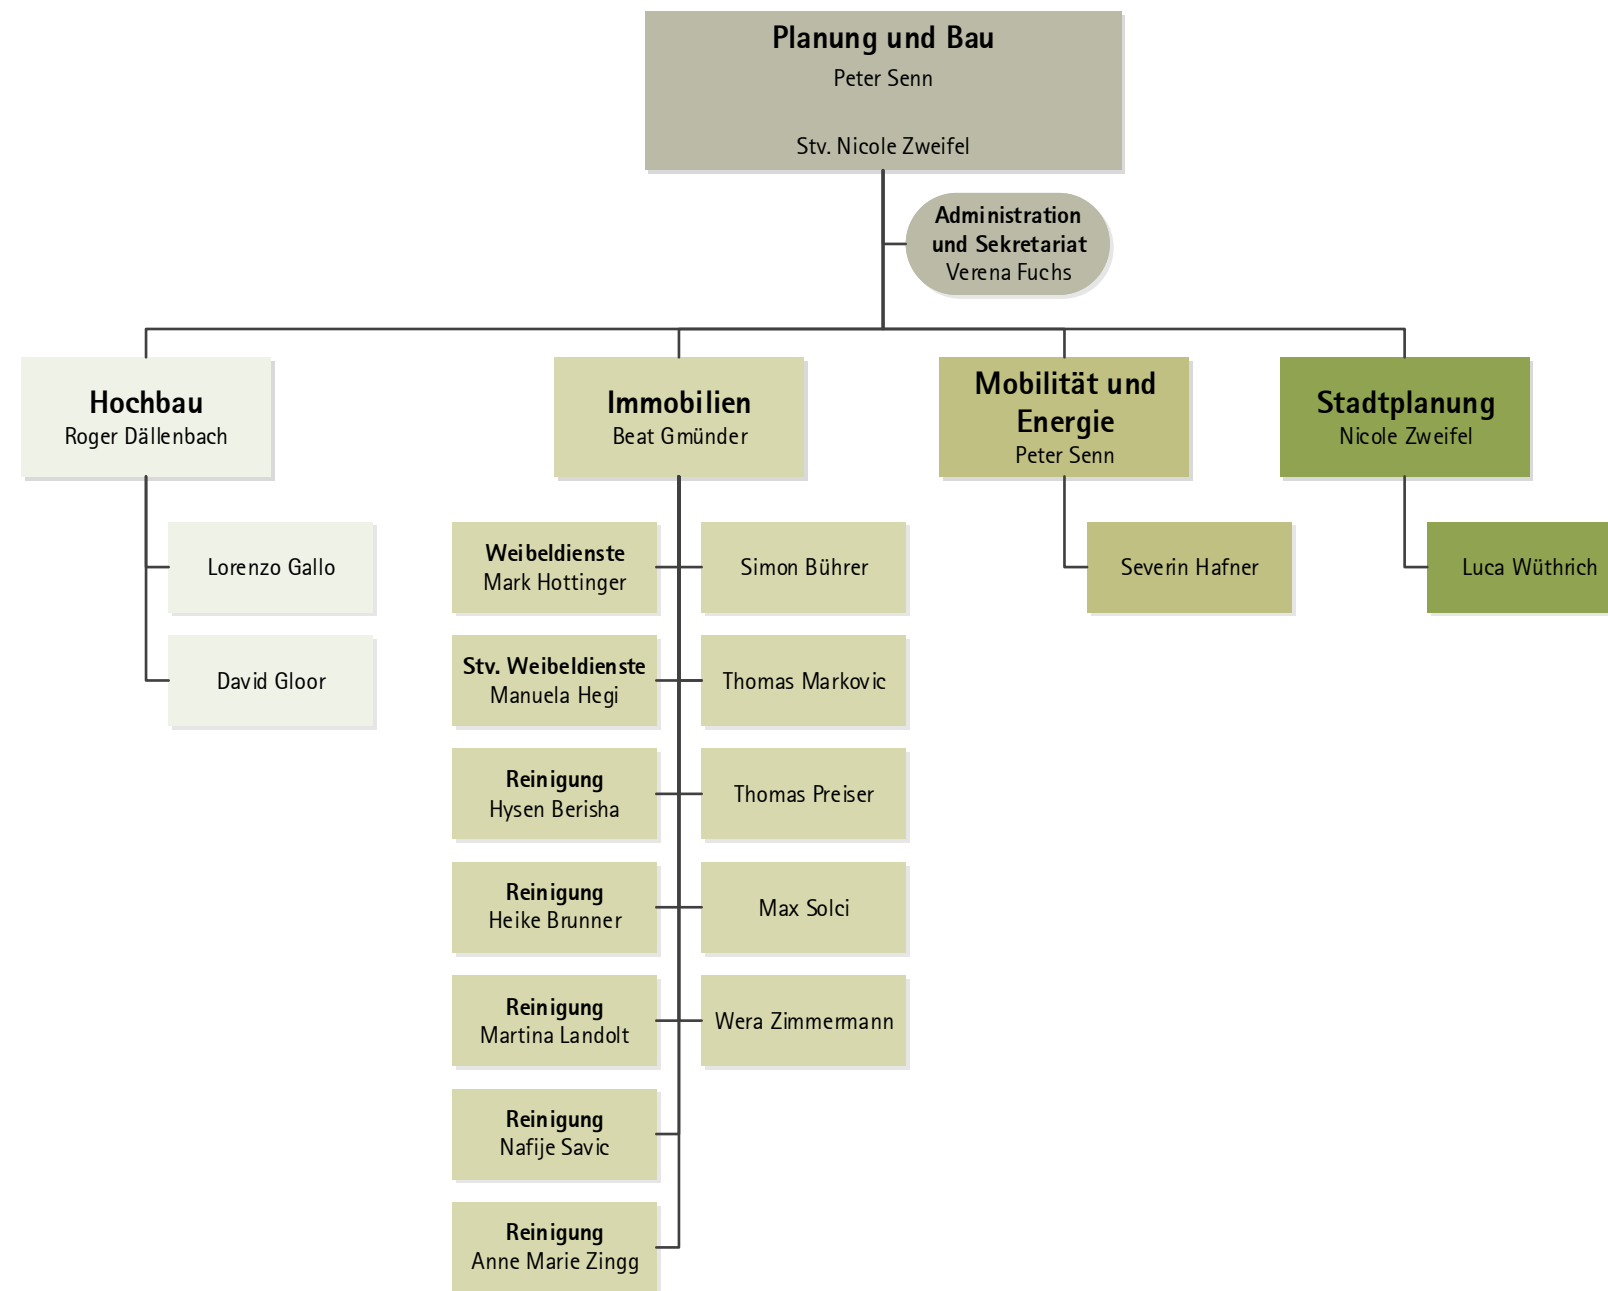 Planung und Bau
Peter Senn
Stv. Nicole Zweifel
Administration
und Sekretariat
Verena Fuchs
Hochbau
Roger Dällenbach
Immobilien
Beat Gmünder
Mobilität und
Energie
Peter Senn
Stadtplanung
Nicole Zweifel
Lorenzo Gallo
David Gloor
Weibeldienste
Mark Hottinger
Stv. Weibeldienste
Manuela Hegi
Reinigung
Hysen Berisha
Reinigung
Heike Brunner
Reinigung
Martina Landolt
Reinigung
Nafije Savic
Reinigung
Anne Marie Zingg
Simon Bührer
Thomas Markovic
Thomas Preiser
Max Solci
Wera Zimmermann
Severin Hafner
Luca Wüthrich